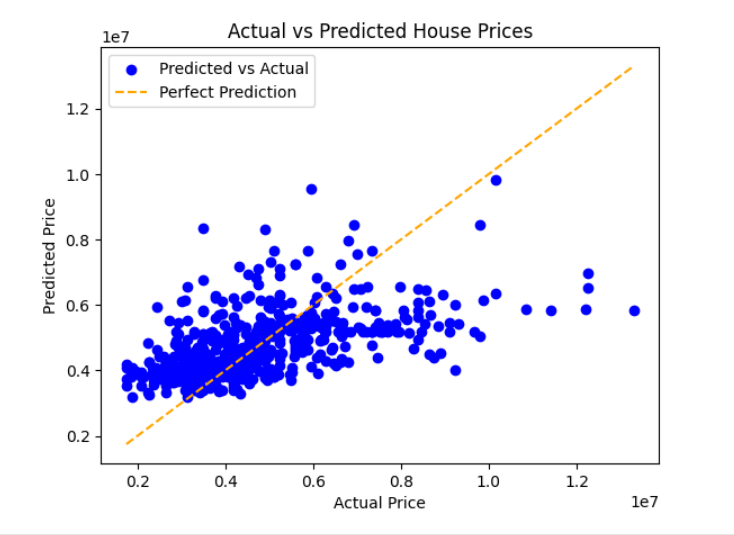 Actual vs Predicted House Prices
1e7
Predicted vs Actual
Perfect Prediction
1.2
1.0
0.8
0.6
0.4
0.2
Predicted Price
0.2 0.4 0.6 0.8 1.0 1.2
1e7
Actual Price